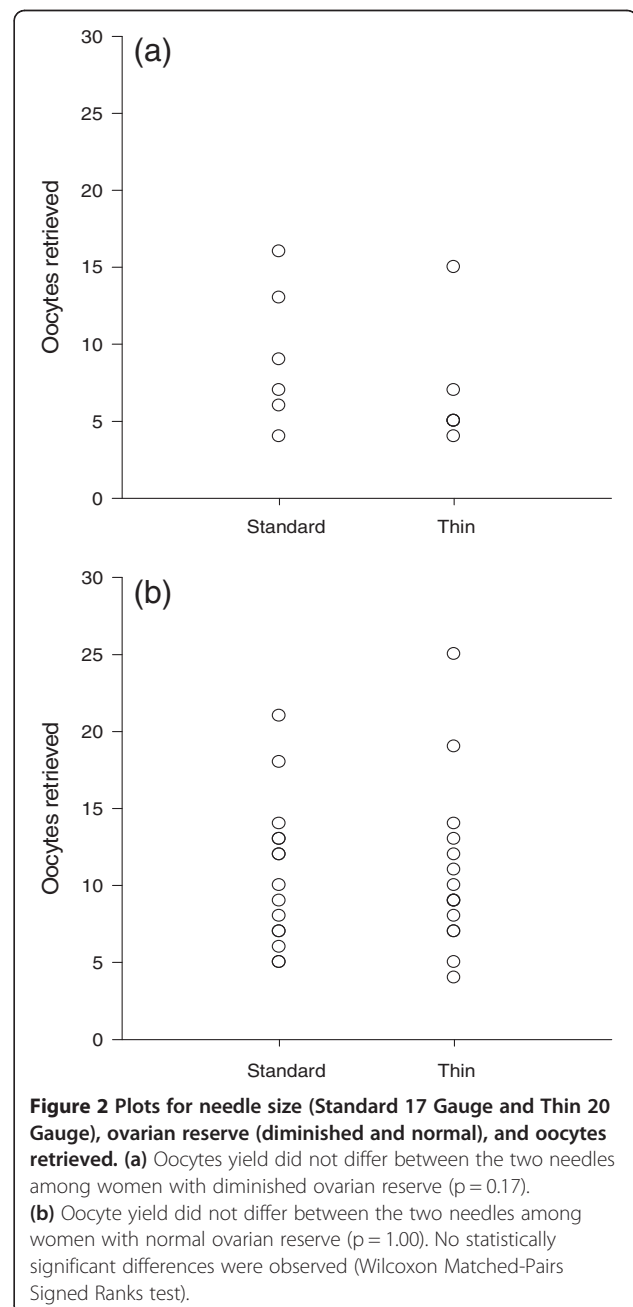 (a)
30
25
20
15
10
5
0
Oocytes retrieved
Standard Thin
(b)
30
25
20
15
10
5
0
Oocytes retrieved
Standard Thin
Figure 2 Plots for needle size (Standard 17 Gauge and Thin 20
Gauge), ovarian reserve (diminished and normal), and oocytes
retrieved. (a) Oocytes yield did not differ between the two needles
among women with diminished ovarian reserve (p = 0.17).
(b) Oocyte yield did not differ between the two needles among
women with normal ovarian reserve (p = 1.00). No statistically
significant differences were observed (Wilcoxon Matched-Pairs
Signed Ranks test).